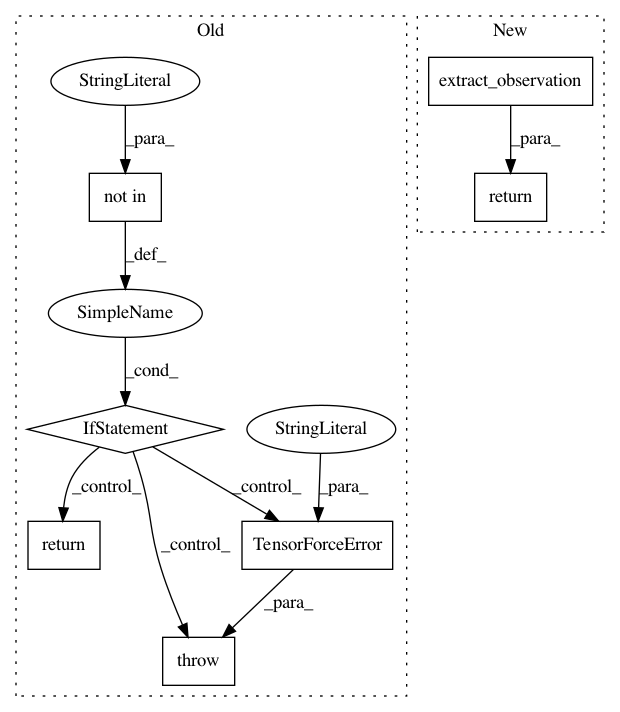 Old
New
StringLiteral
extract_observation
_para_
_para_
not in
return
_def_
SimpleName
_cond_
IfStatement
StringLiteral
_control_
_control_
_para_
return
_control_
TensorForceError
_para_
throw